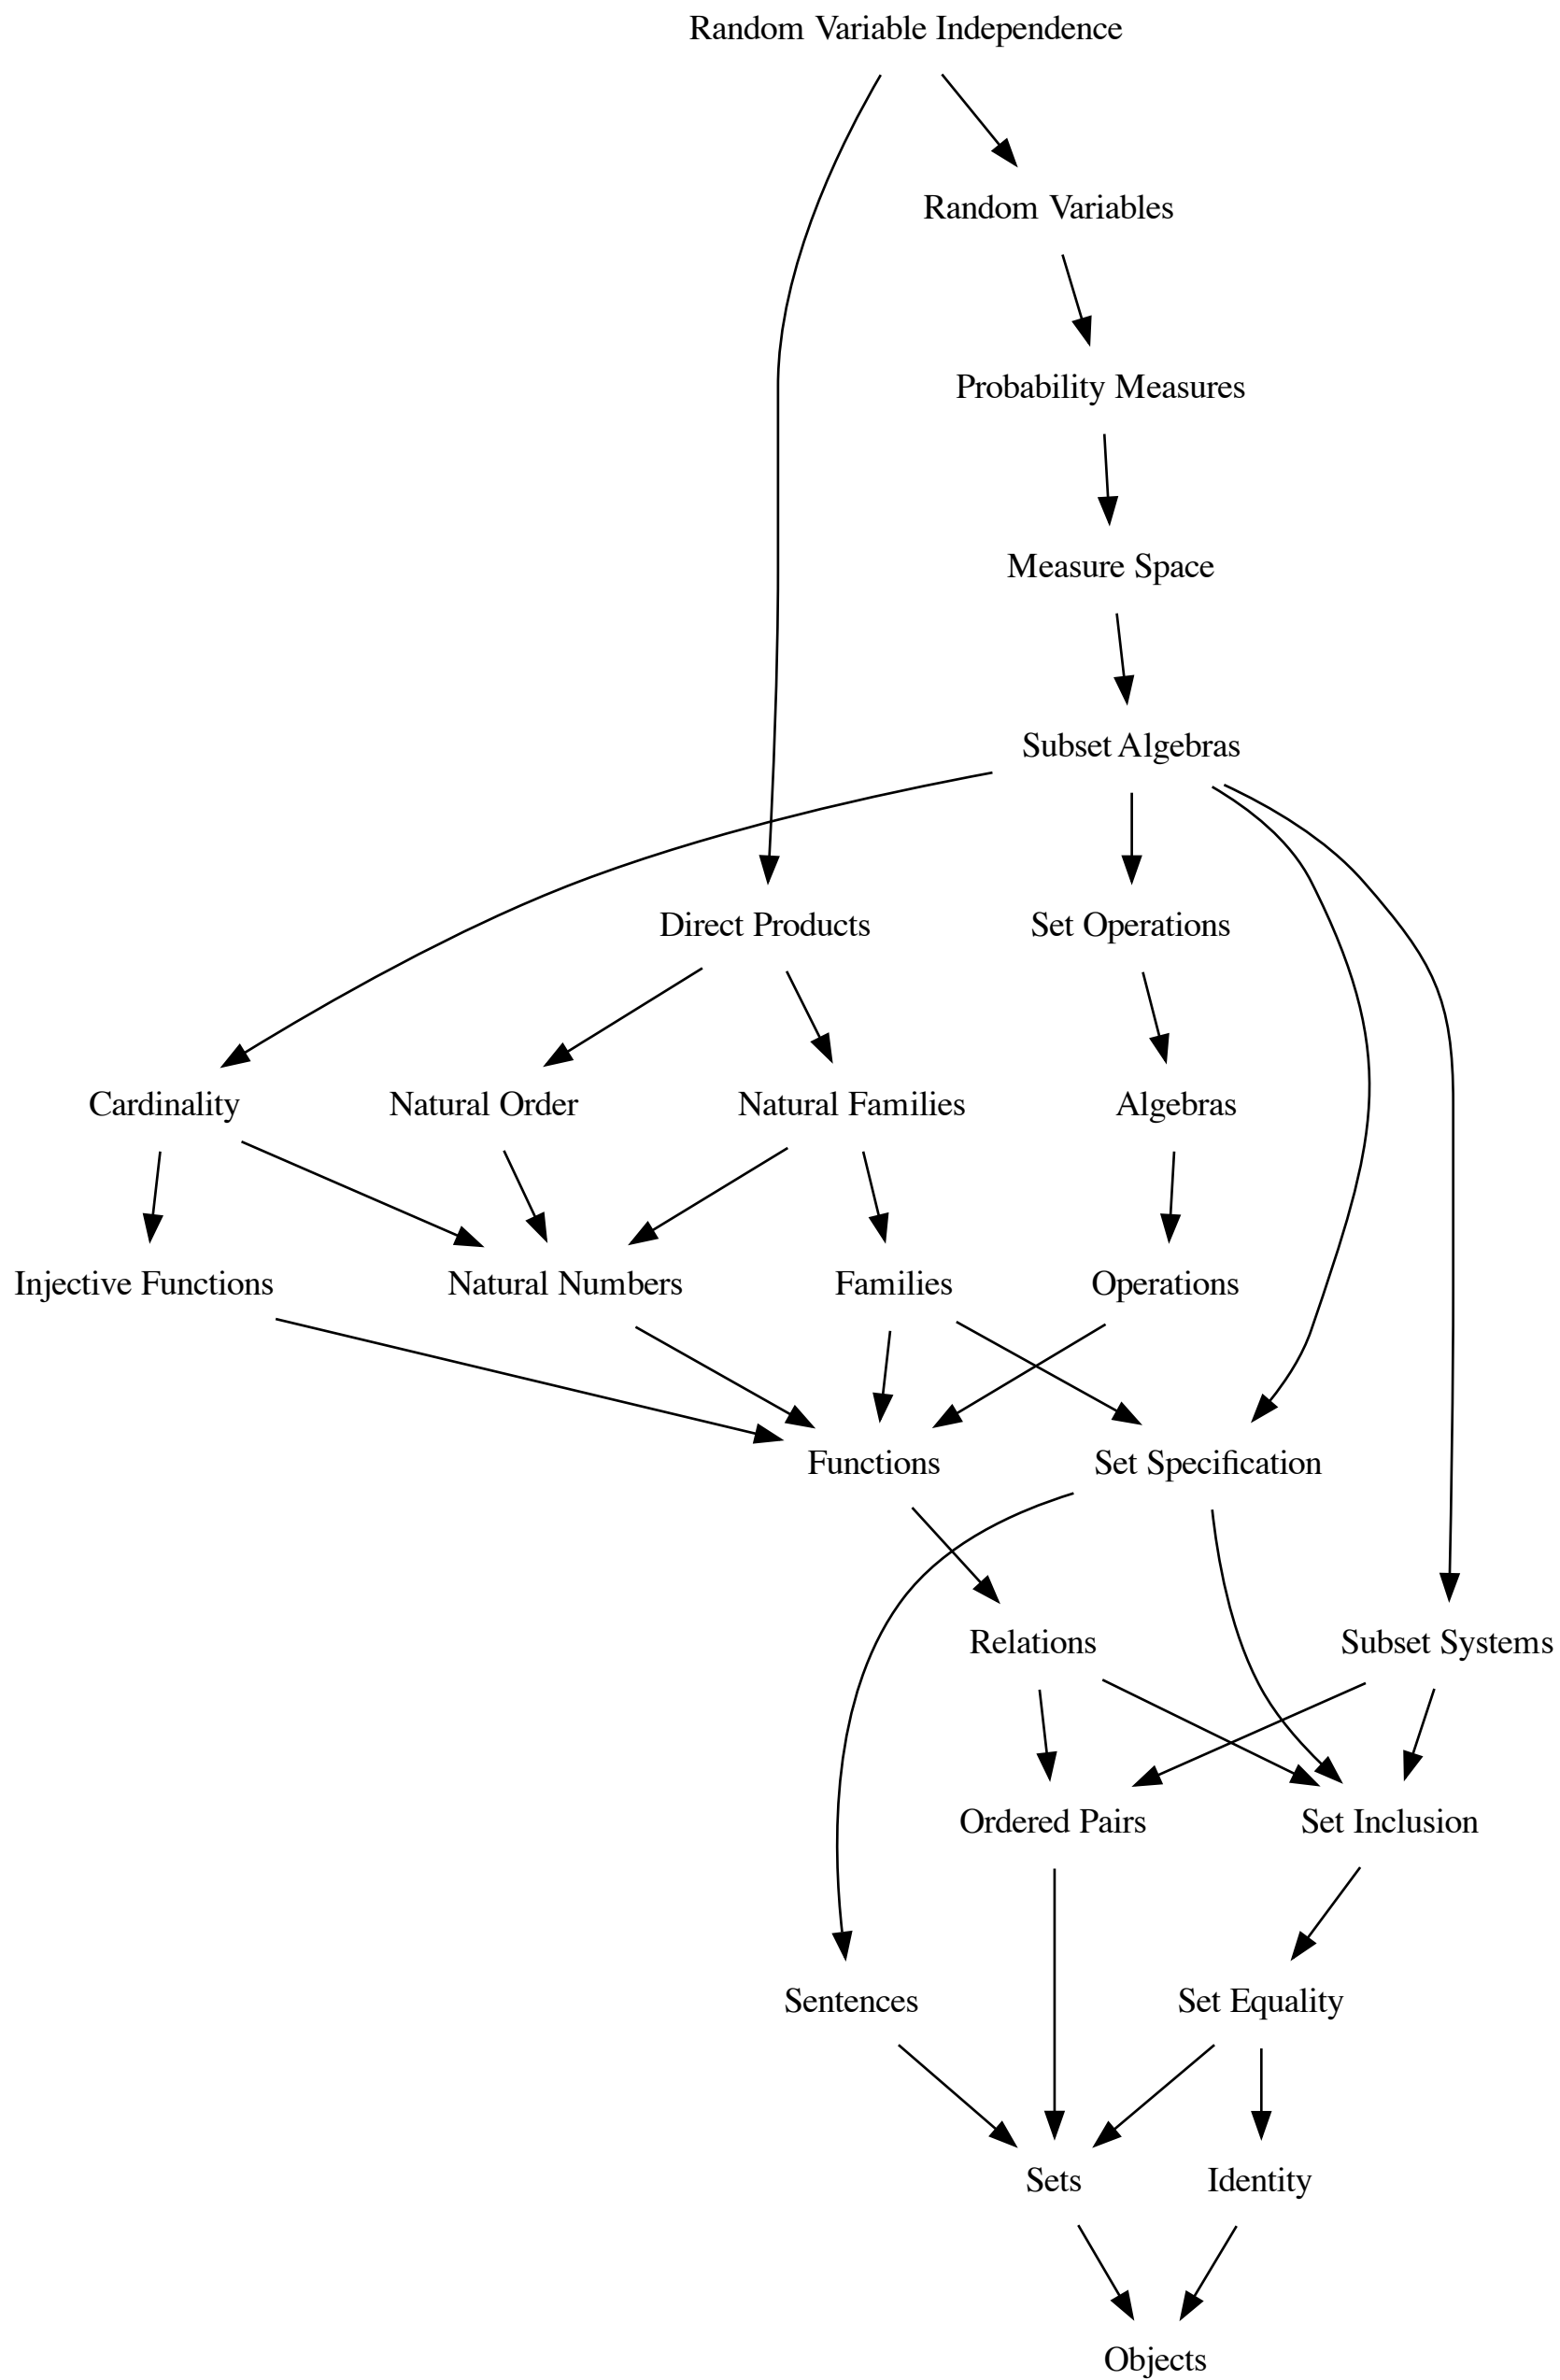 Random Variable Independence
Random Variables
Probability Measures
Measure Space
Subset Algebras
Direct Products
Set Operations
Cardinality
Natural Order
Natural Families
Algebras
Injective Functions
Natural Numbers
Families
Operations
Functions
Set Specification
Relations
Subset Systems
Ordered Pairs
Set Inclusion
Sentences
Set Equality
Sets
Identity
Objects